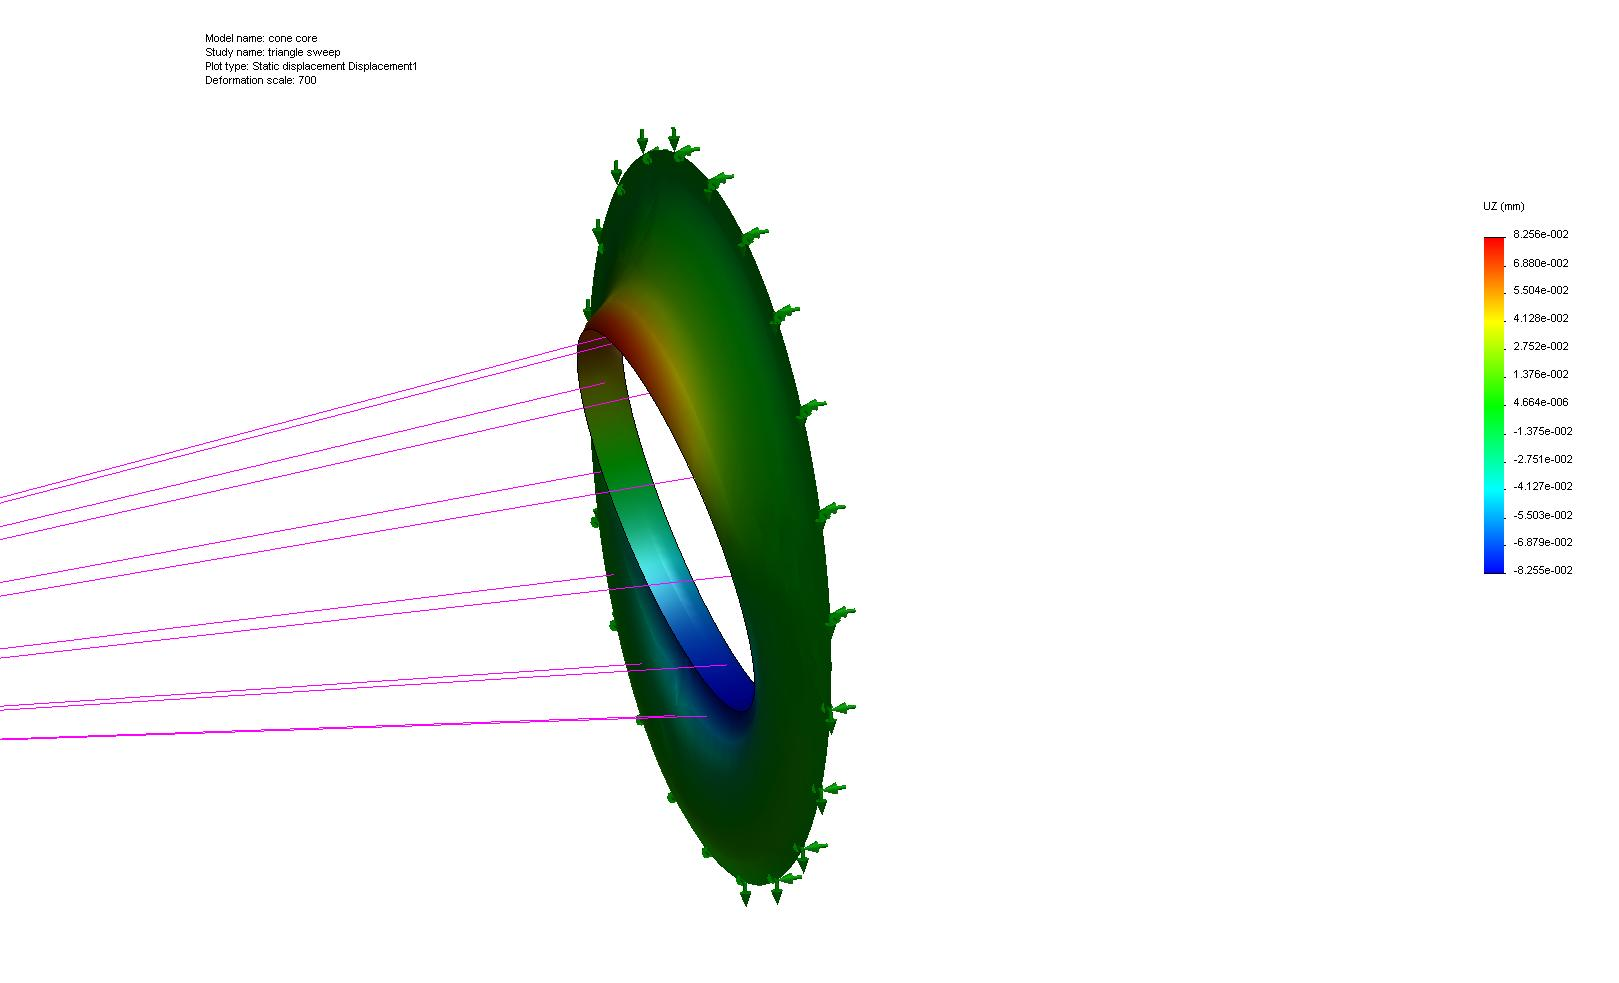 Model name: cone core
Study name: triangle sweep
Plot type: Static displacement Displacement1
Deformation scale: 700
UZ (mm)
8.256e-002
6.880e-002
5.504e-002
4.128e-002
2.752e-002
1.376e-002
4.664e-006
-1.375e-002
-2.751e-002
-4.127e-002
-5.503e-002
-6.879e-002
-8.255e-002